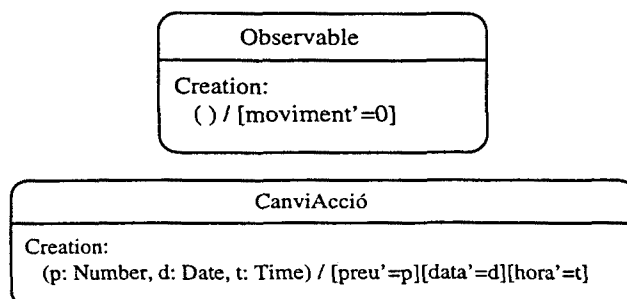 Observable
Creation:
( ) / [moviment’=0]
CanviAcció
Creation:
(p: Number, d: Date, t: Time) / [preu’=p][data’=d][hora’=t]